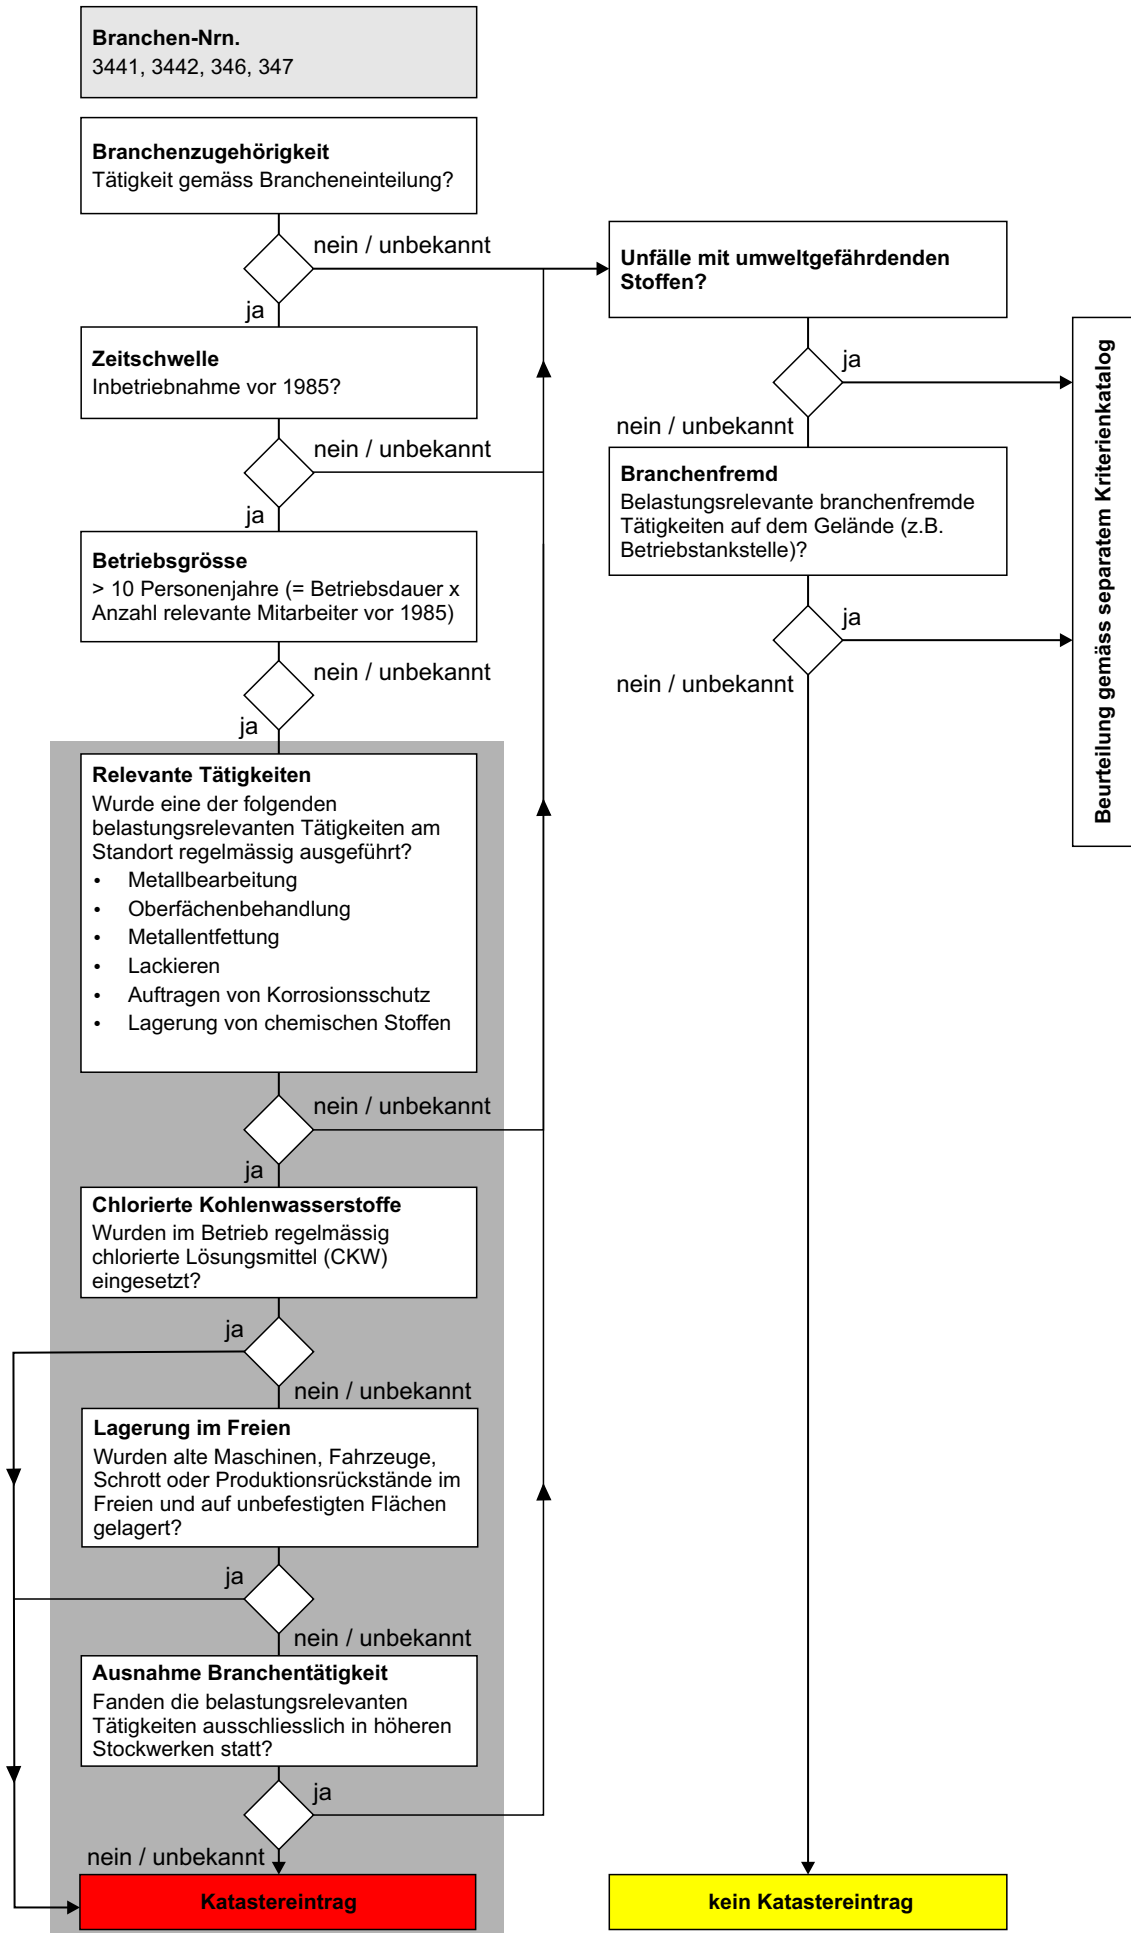 Branchen-Nrn.
3441, 3442, 346, 347
Branchenzugehörigkeit
Tätigkeit gemäss Brancheneinteilung?
nein / unbekannt
ja
Zeitschwelle
Inbetriebnahme vor 1985?
nein / unbekannt
ja
Betriebsgrösse
> 10 Personenjahre (= Betriebsdauer x
Anzahl relevante Mitarbeiter vor 1985)
nein / unbekannt
ja
Relevante Tätigkeiten
Wurde eine der folgenden
belastungsrelevanten Tätigkeiten am
Standort regelmässig ausgeführt?
• Metallbearbeitung
• Oberfächenbehandlung
• Metallentfettung
• Lackieren
• Auftragen von Korrosionsschutz
• Lagerung von chemischen Stoffen
nein / unbekannt
ja
Chlorierte Kohlenwasserstoffe
Wurden im Betrieb regelmässig
chlorierte Lösungsmittel (CKW)
eingesetzt?
ja
nein / unbekannt
Lagerung im Freien
Wurden alte Maschinen, Fahrzeuge,
Schrott oder Produktionsrückstände im
Freien und auf unbefestigten Flächen
gelagert?
ja
nein / unbekannt
Ausnahme Branchentätigkeit
Fanden die belastungsrelevanten
Tätigkeiten ausschliesslich in höheren
Stockwerken statt?
ja
nein / unbekannt
Katastereintrag
Unfälle mit umweltgefährdenden
Stoffen?
ja
nein / unbekannt
Branchenfremd
Belastungsrelevante branchenfremde
Tätigkeiten auf dem Gelände (z.B.
Betriebstankstelle)?
ja
nein / unbekannt
kein Katastereintrag
Beurteilung gemäss separatem Kriterienkatalog